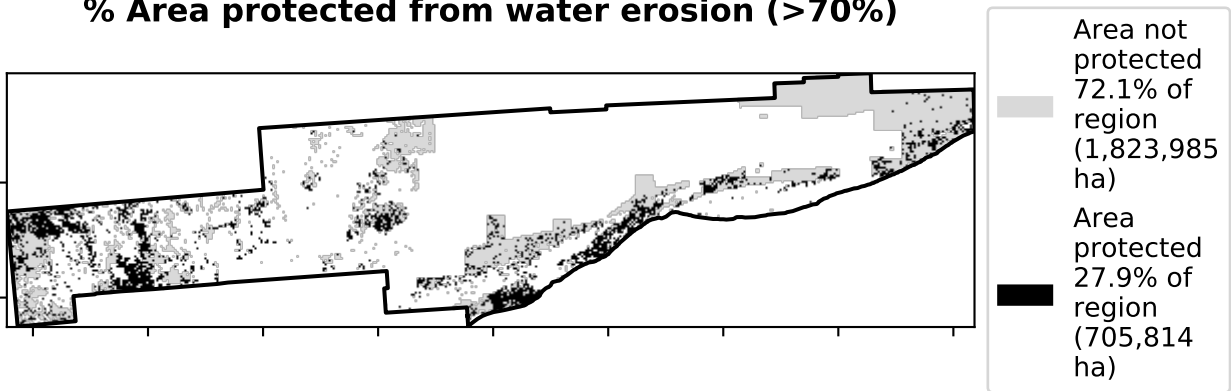 % Area protected from water erosion (>70%)
Area not
protected
72.1% of
region
(1,823,985
ha)
Area
protected
27.9% of
region
(705,814
ha)